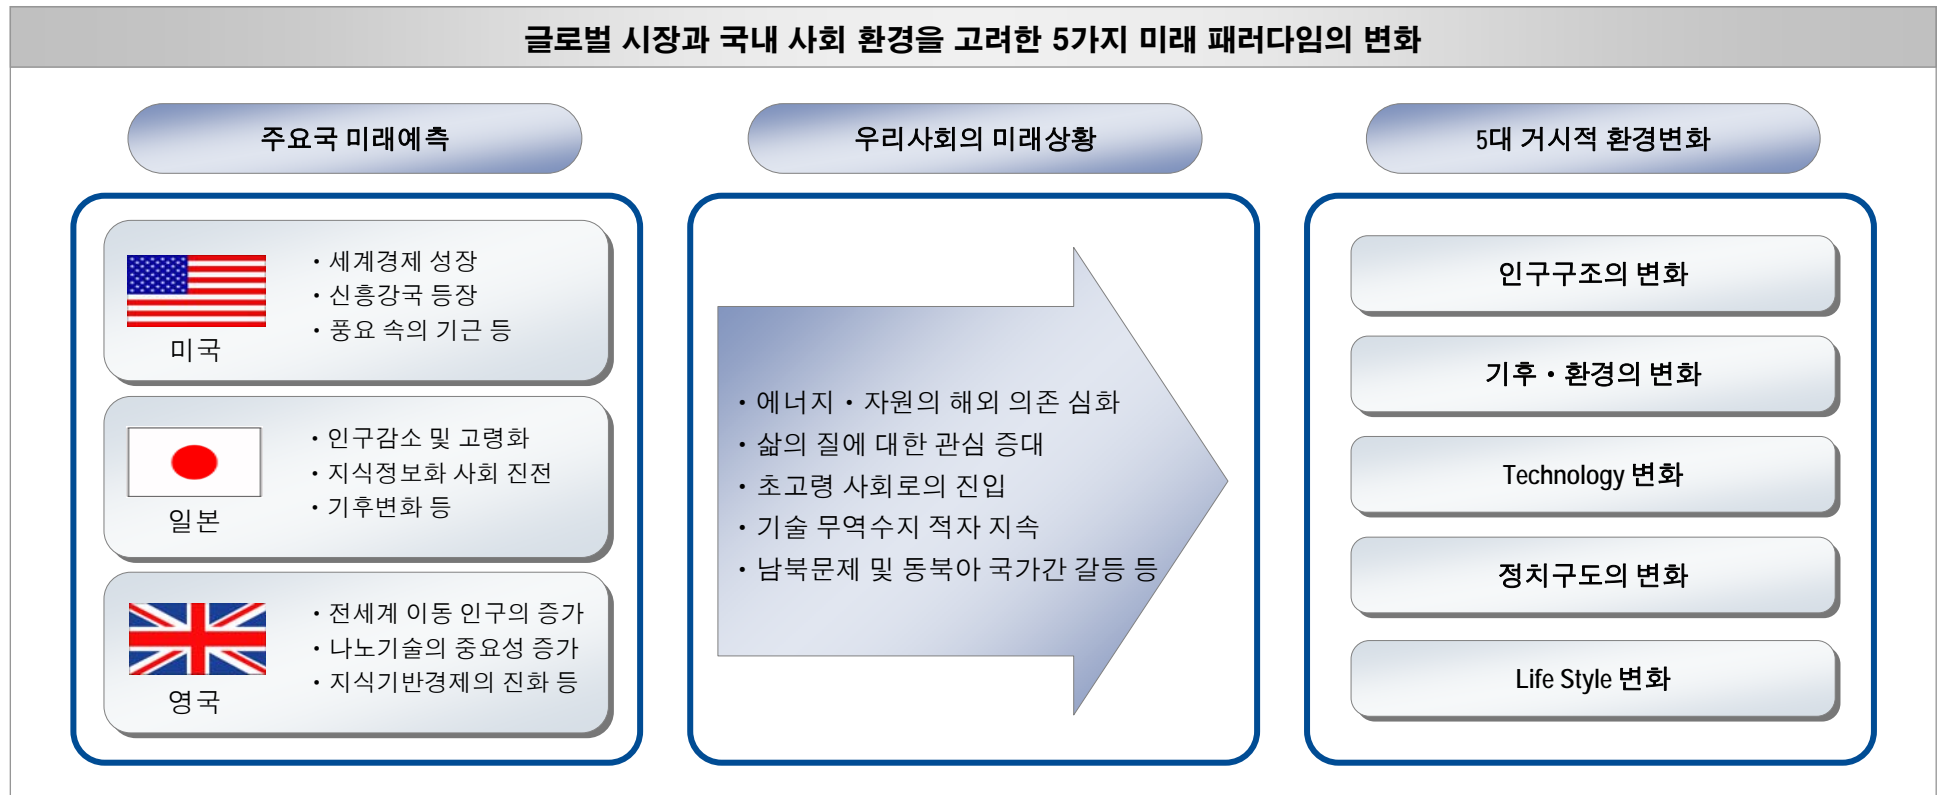 글로벌 시장과 국내 사회 환경을 고려한 5가지 미래 패러다임의 변화
주요국 미래예측
• 세계경제 성장
• 신흥강국 등장
• 풍요 속의 기근 등
미국
• 인구감소 및 고령화
• 지식정보화 사회 진전
• 기후변화 등
일본
• 전세계 이동 인구의 증가
• 나노기술의 중요성 증가
• 지식기반경제의 진화 등
영국
우리사회의 미래상황
• 에너지 • 자원의 해외 의존 심화
• 삶의 질에 대한 관심 증대
• 초고령 사회로의 진입
• 기술 무역수지 적자 지속
• 남북문제 및 동북아 국가간 갈등 등
5대 거시적 환경변화
인구구조의 변화
기후 • 환경의 변화
Technology 변화
정치구도의 변화
Life Style 변화